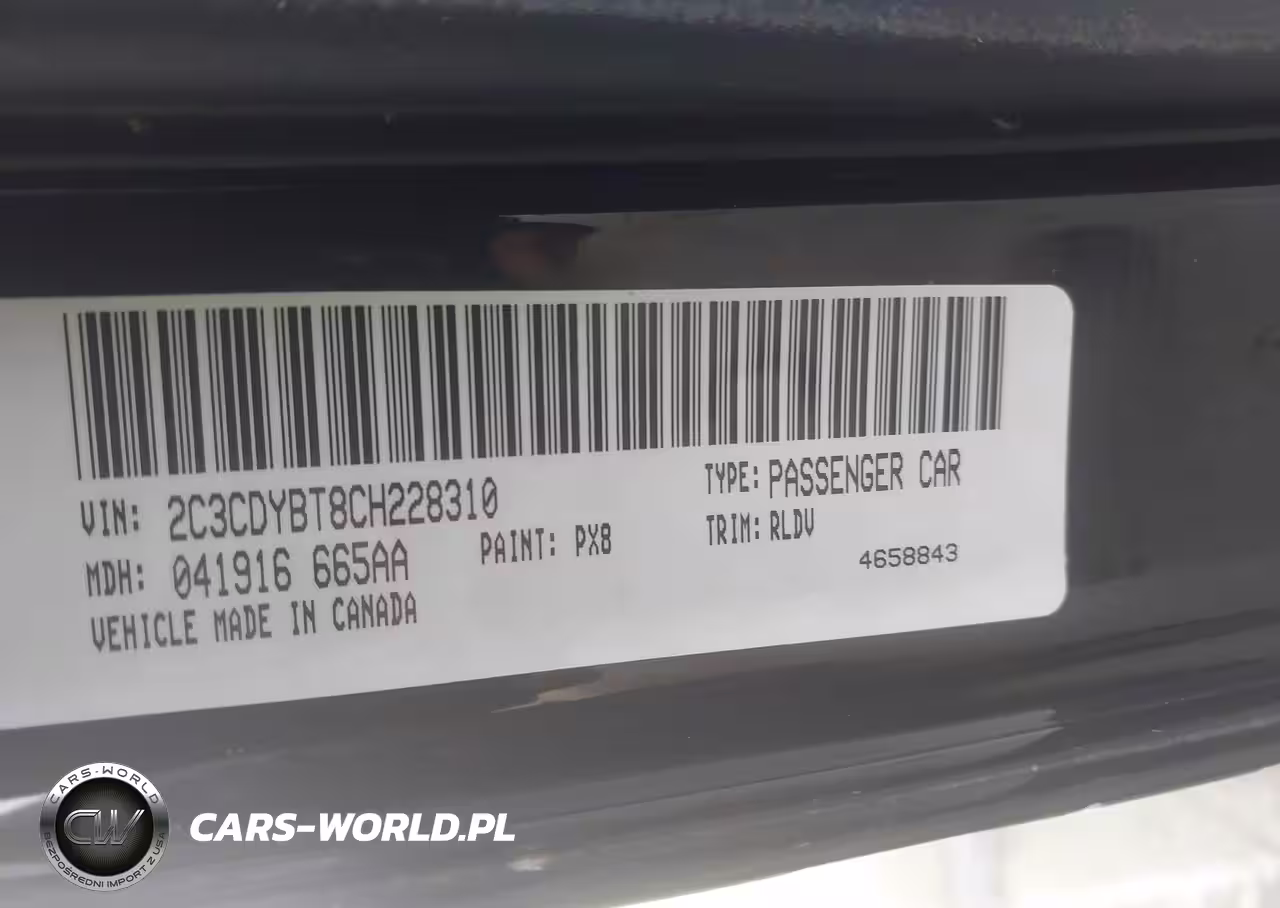 VIN: 2C3CDYBT8CH228310
TYPE: PASSENGER CAR
MDH: 041916 665AA
PAINT: PX8
TRIM: RLDV
4658843
VEHICLE MADE IN CANADA
CARS-WORLD
CW
BEZPOŚREDNI IMPORT Z USA
CARS-WORLD.PL